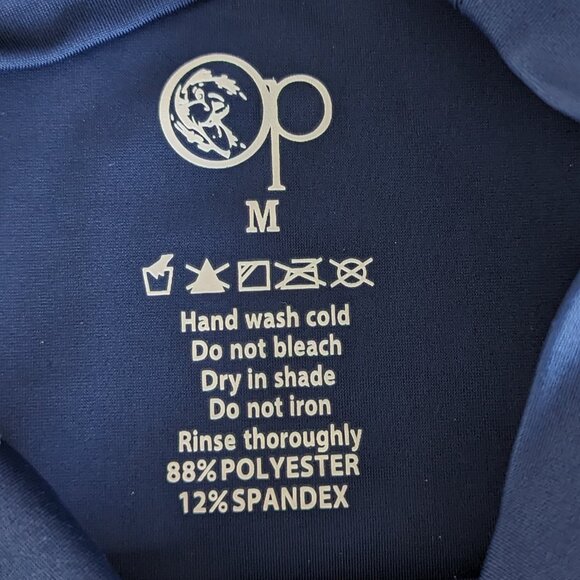 Op
M
Hand wash cold
Do not bleach
Dry in shade
Do not iron
Rinse thoroughly
88%POLYESTER
12%SPANDEX